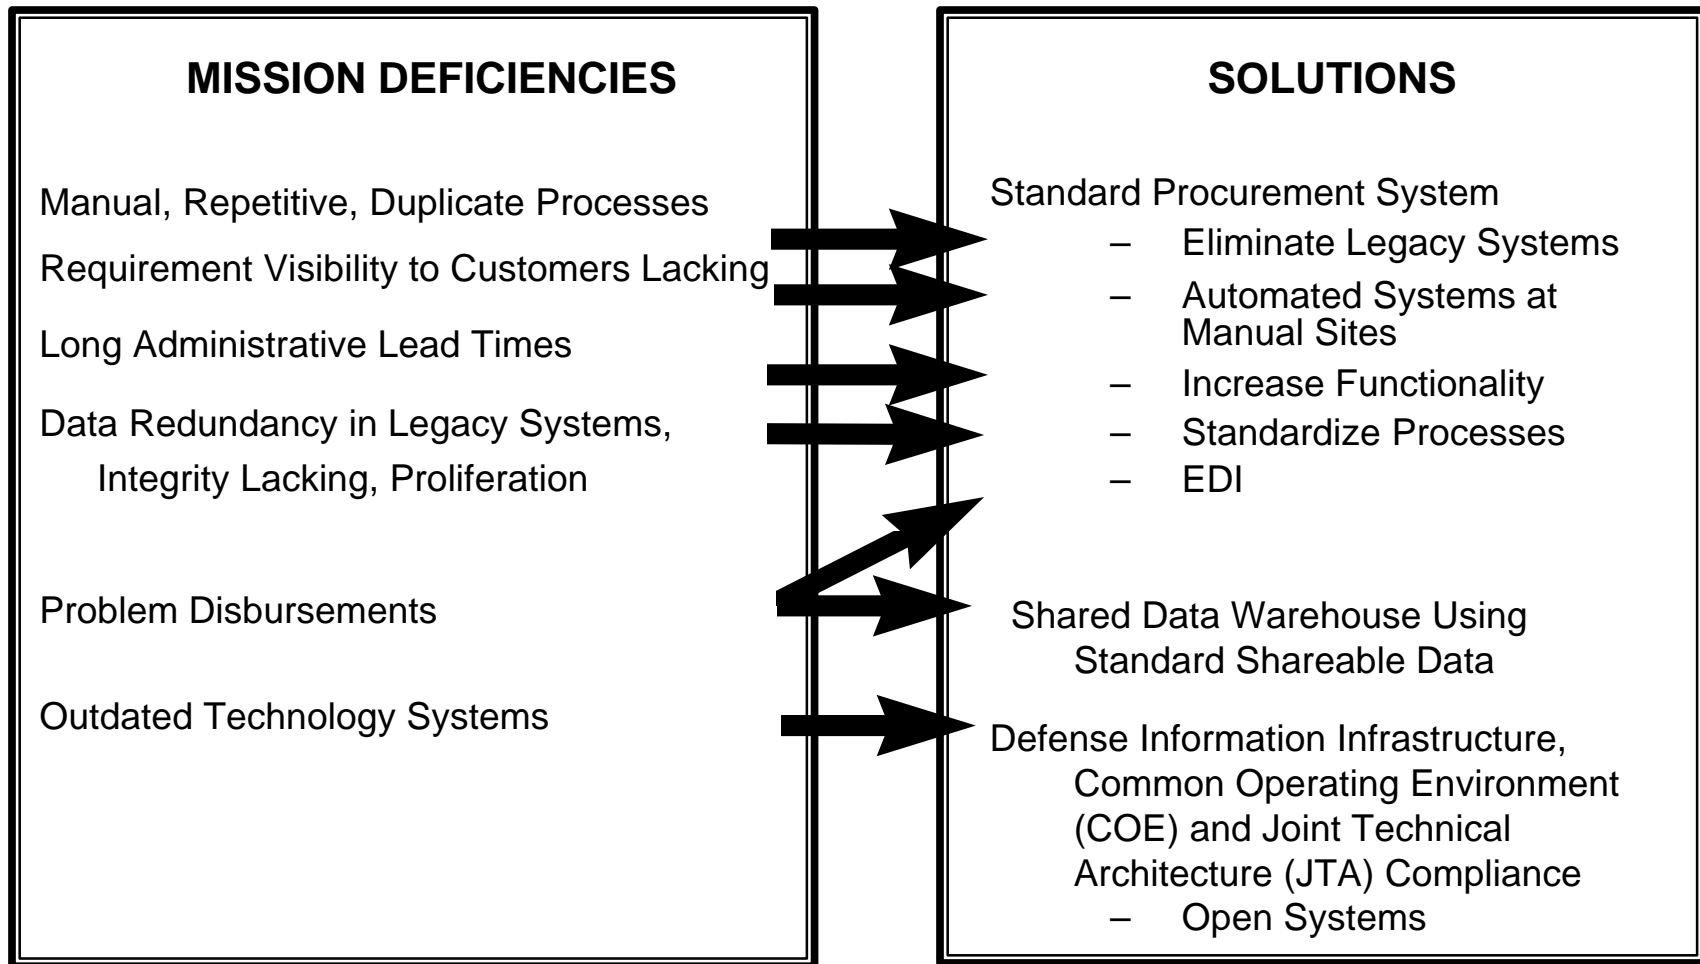 MISSION DEFICIENCIES
Manual, Repetitive, Duplicate Processes
Requirement Visibility to Customers Lacking
Long Administrative Lead Times
Data Redundancy in Legacy Systems,
Integrity Lacking, Proliferation
Problem Disbursements
Outdated Technology Systems
SOLUTIONS
Standard Procurement System
– Eliminate Legacy Systems
– Automated Systems at
Manual Sites
– Increase Functionality
– Standardize Processes
– EDI
Shared Data Warehouse Using
Standard Shareable Data
Defense Information Infrastructure,
Common Operating Environment
(COE) and Joint Technical
Architecture (JTA) Compliance
– Open Systems